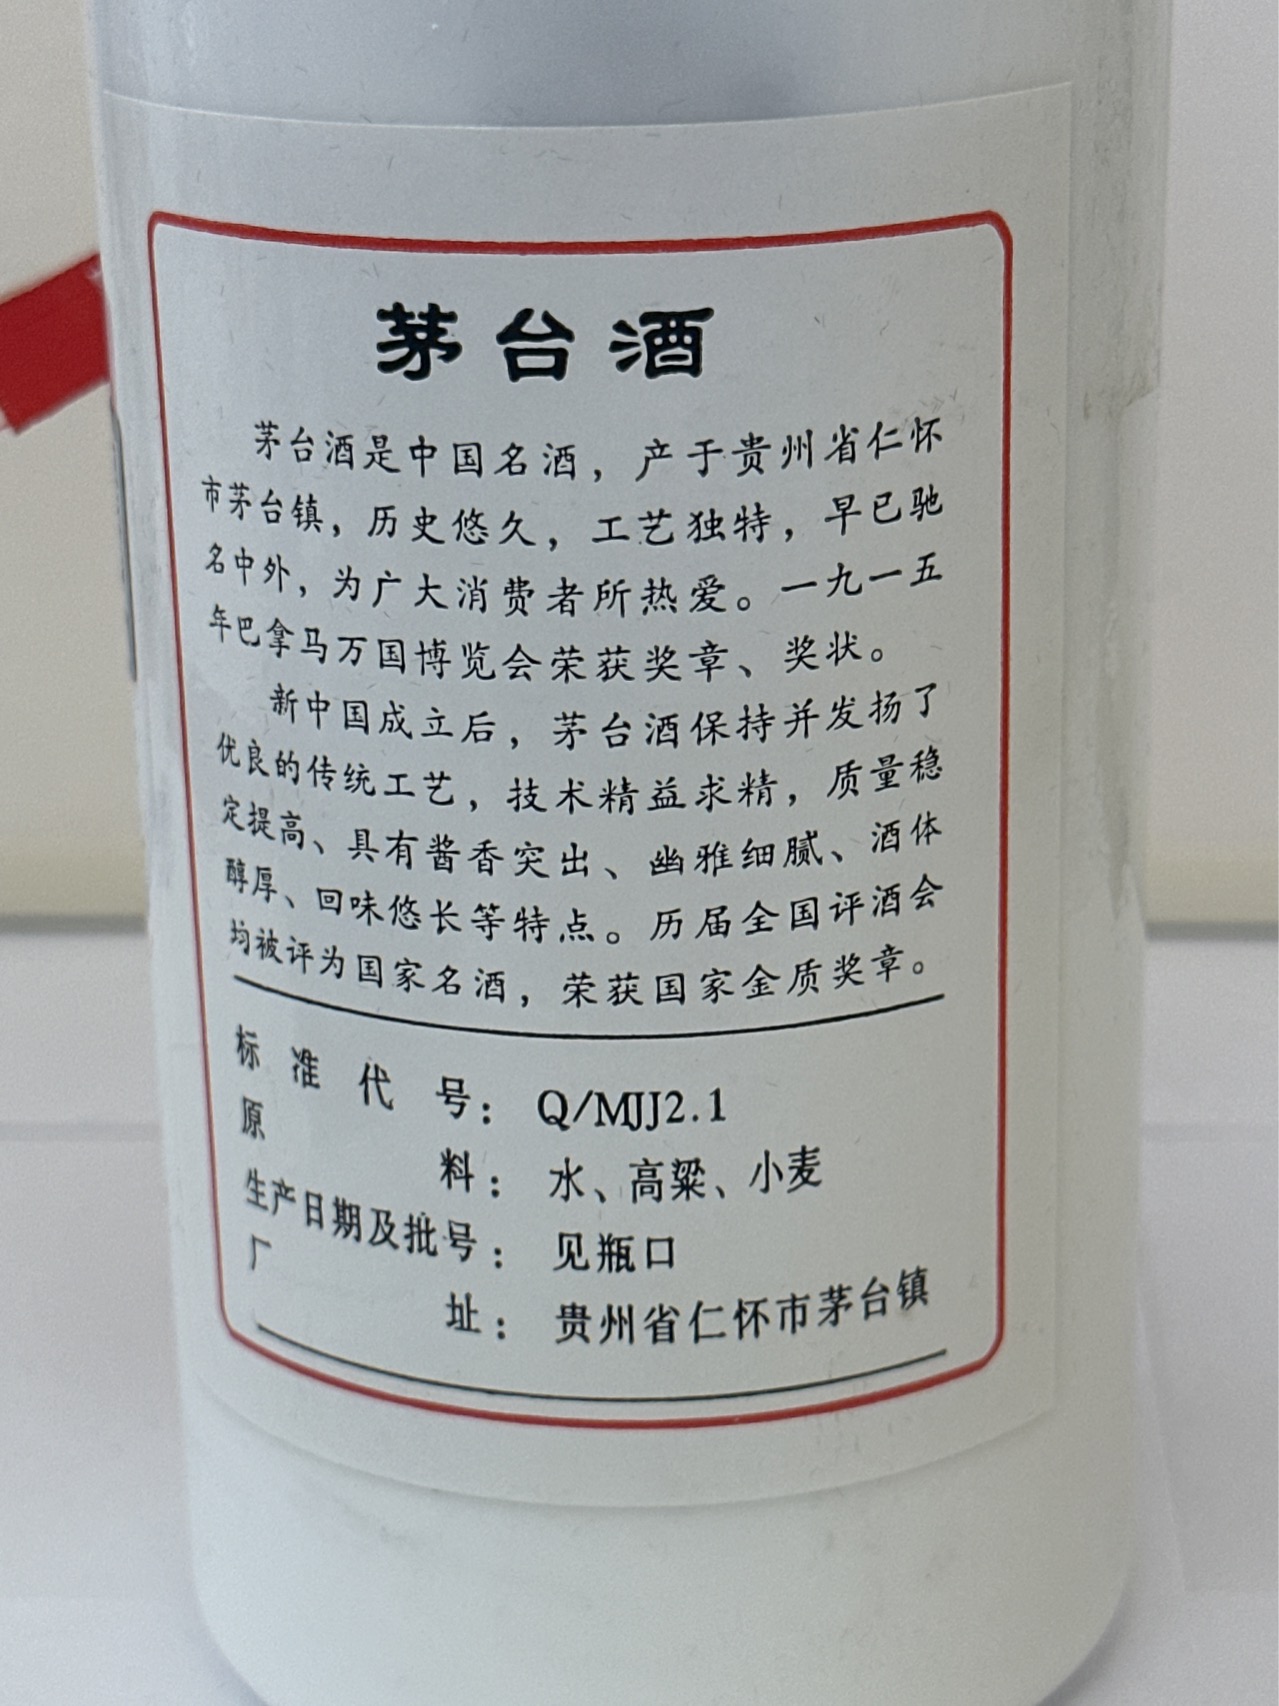 茅台酒
茅台酒是中国名酒，产于贵州省仁怀
市茅台镇，历史悠久，工艺独特，早已驰
名中外，为广大消费者所热爱。一九一五
年巴拿马万国博览会荣获奖章、奖状。
新中国成立后，茅台酒保持并发扬了
优良的传统工艺，技术精益求精，质量稳
定提高、具有酱香突出、幽雅细腻、酒体
醇厚、回味悠长等特点。历届全国评酒会
均被评为国家名酒，荣获国家金质奖章。
标准代号：Q/MJJ2.1
原料：水、高粱、小麦
生产日期及批号：见瓶口
厂址：贵州省仁怀市茅台镇